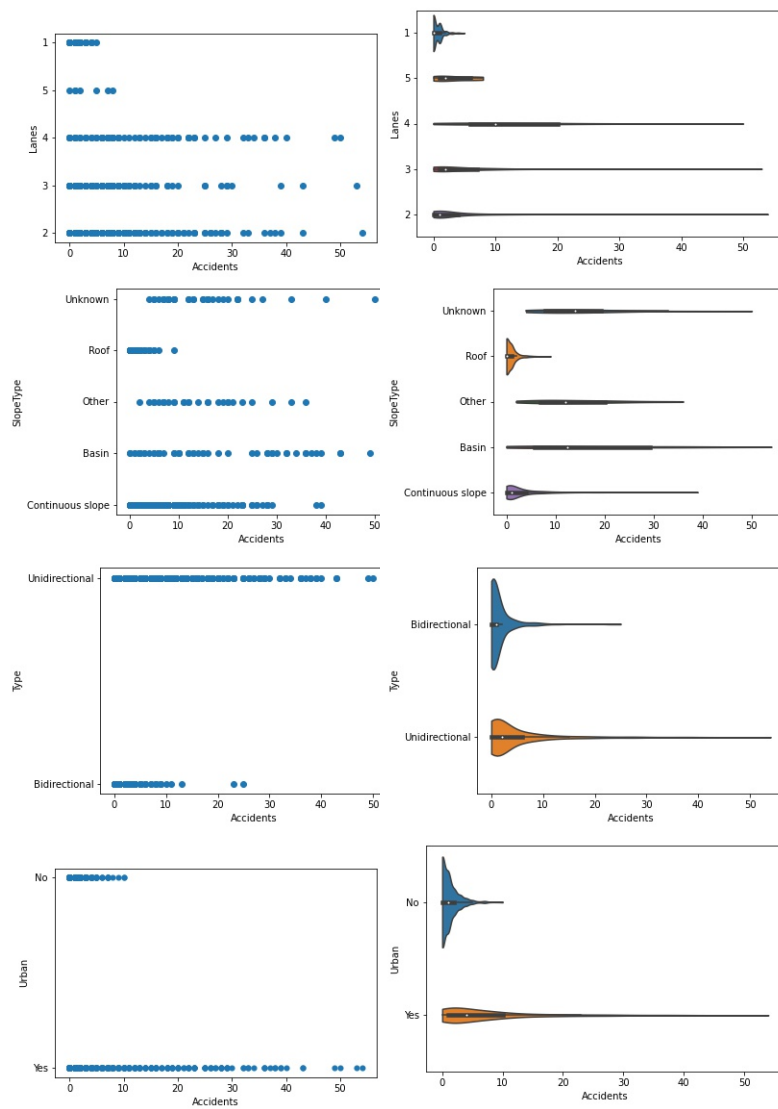 1
5
4
3
2
Lanes
0 10 20 30 40 50
Accidents
1
5
4
3
2
Lanes
0 10 20 30 40 50
Accidents
Unknown
Roof
Other
Basin
Continuous slope
SlopeType
0 10 20 30 40 50
Accidents
Unknown
Roof
Other
Basin
Continuous slope
SlopeType
0 10 20 30 40 50
Accidents
Unidirectional
Bidirectional
Type
0 10 20 30 40 50
Accidents
Bidirectional
Unidirectional
Type
0 10 20 30 40 50
Accidents
No
Yes
Urban
0 10 20 30 40 50
Accidents
No
Yes
Urban
0 10 20 30 40 50
Accidents